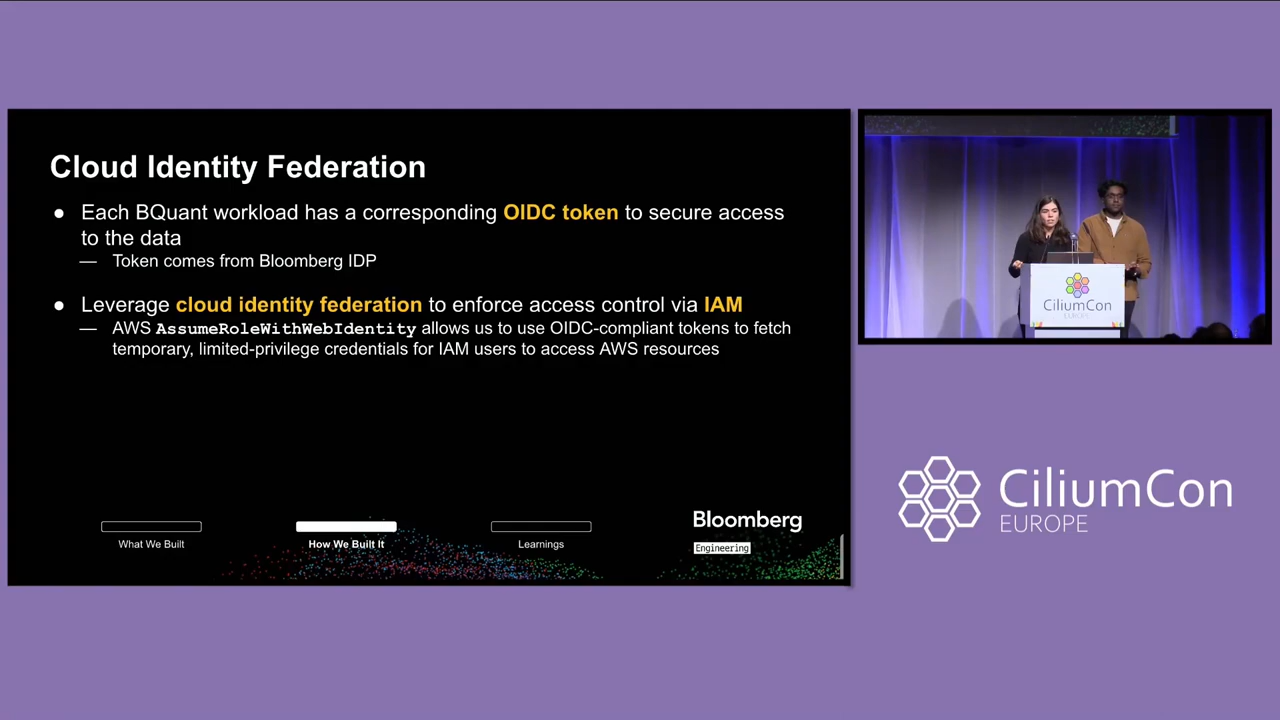 Cloud Identity Federation
● Each BQuant workload has a corresponding OIDC token to secure access
to the data
— Token comes from Bloomberg IDP
● Leverage cloud identity federation to enforce access control via IAM
— AWS AssumeRoleWithWebIdentity allows us to use OIDC-compliant tokens to fetch
temporary, limited-privilege credentials for IAM users to access AWS resources
What We Built
How We Built It
Learnings
Bloomberg
Engineering
CiliumCon
EUROPE
CiliumCon
EUROPE